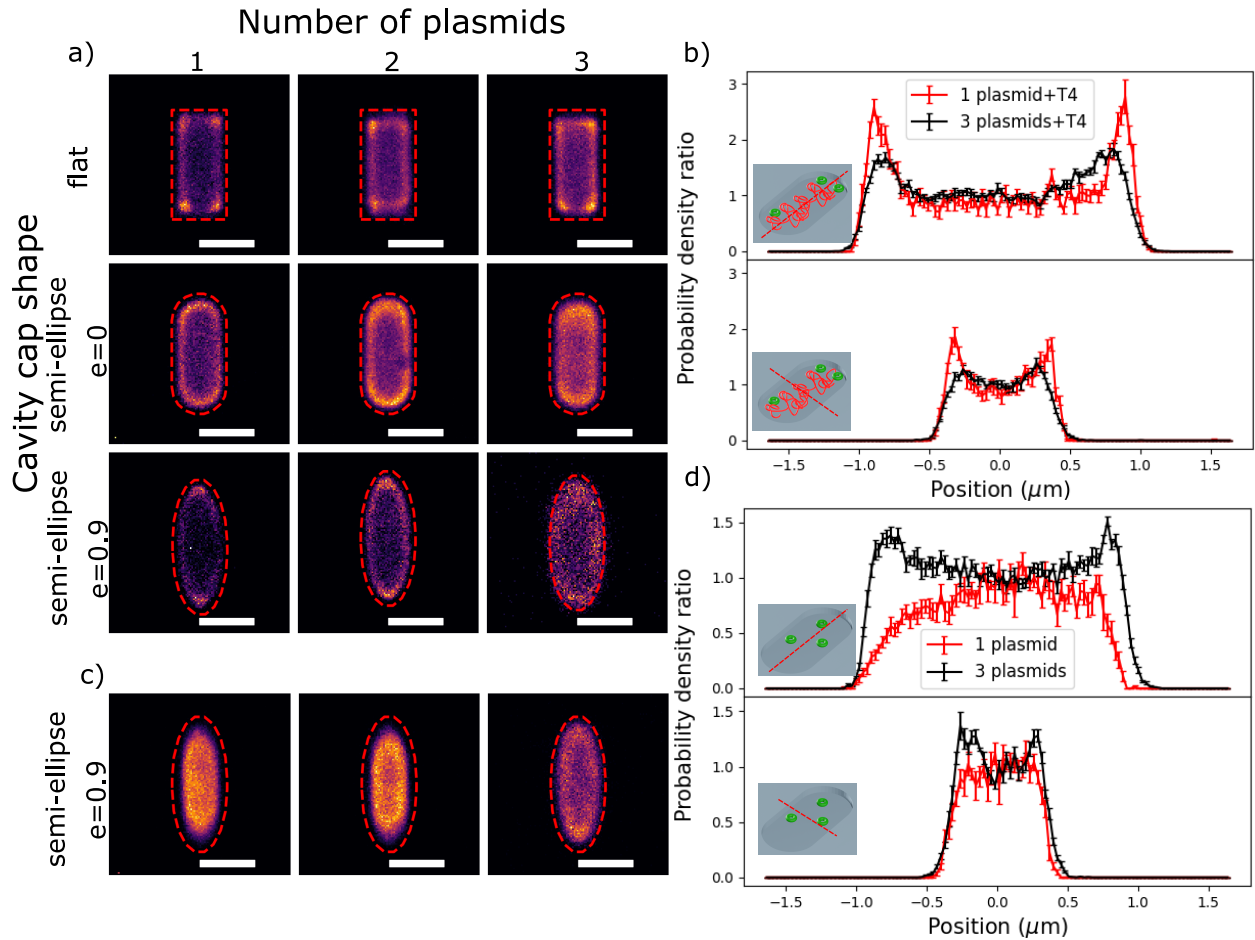 Number of plasmids
a)
1
2
3
Cavity cap shape
flat
semi-ellipse
e=0
semi-ellipse
e=0.9
c)
semi-ellipse
e=0.9
b)
Probability density ratio
3
2
1
0
1 plasmid+T4
3 plasmids+T4
3
2
1
0
−1.5
−1.0
−0.5
0.0
0.5
1.0
1.5
Position (μm)
d)
Probability density ratio
1.5
1.0
0.5
0.0
1 plasmid
3 plasmids
1.5
1.0
0.5
0.0
−1.5
−1.0
−0.5
0.0
0.5
1.0
1.5
Position (μm)